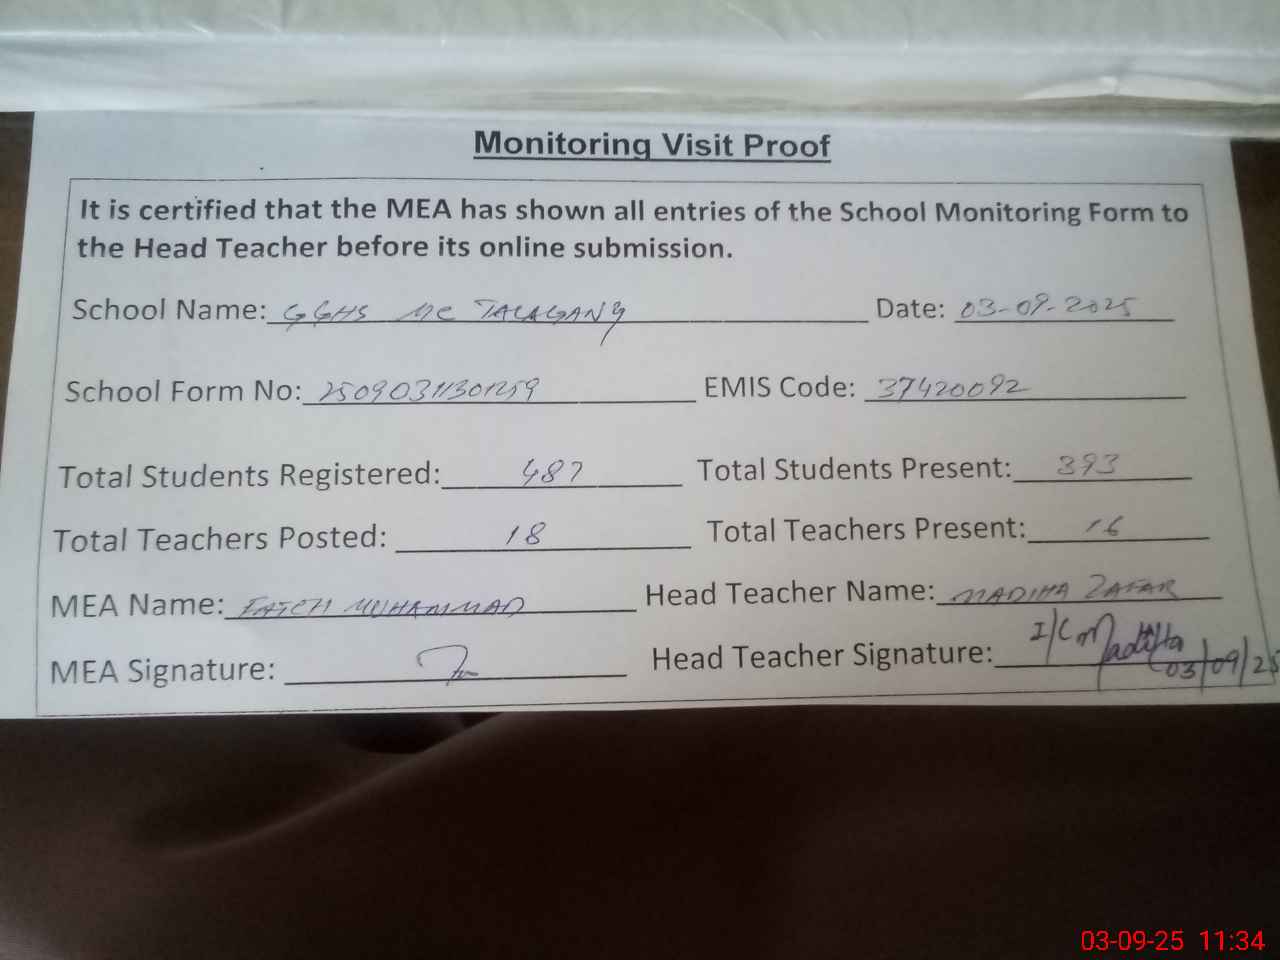 Monitoring Visit Proof
It is certified that the MEA has shown all entries of the School Monitoring Form to
the Head Teacher before its online submission.
School Name: GGHS MC TALAGANG Date: 03-09-2025
School Form No: 25090311301259 EMIS Code: 37420092
Total Students Registered: 487 Total Students Present: 393
Total Teachers Posted: 18 Total Teachers Present: 16
MEA Name: FATEH MUHAMMAD Head Teacher Name: MADIHA ZAFAR
MEA Signature: Head Teacher Signature: I/C Madiha
03/09/25
03-09-25 11:34